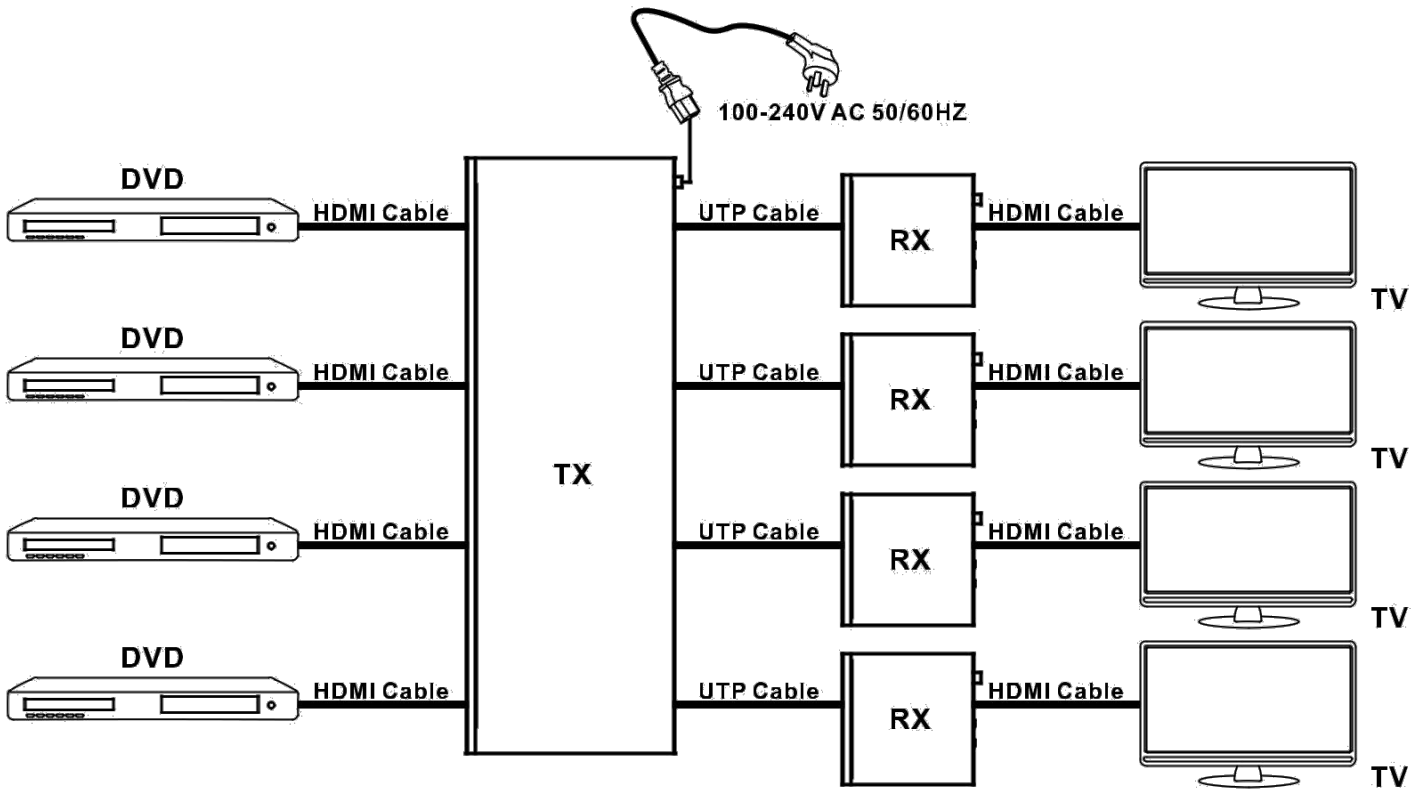 100-240V AC 50/60HZ
DVD
HDMI Cable
UTP Cable
RX
HDMI Cable
TV
DVD
HDMI Cable
UTP Cable
RX
HDMI Cable
TV
TX
DVD
HDMI Cable
UTP Cable
RX
HDMI Cable
TV
DVD
HDMI Cable
UTP Cable
RX
HDMI Cable
TV